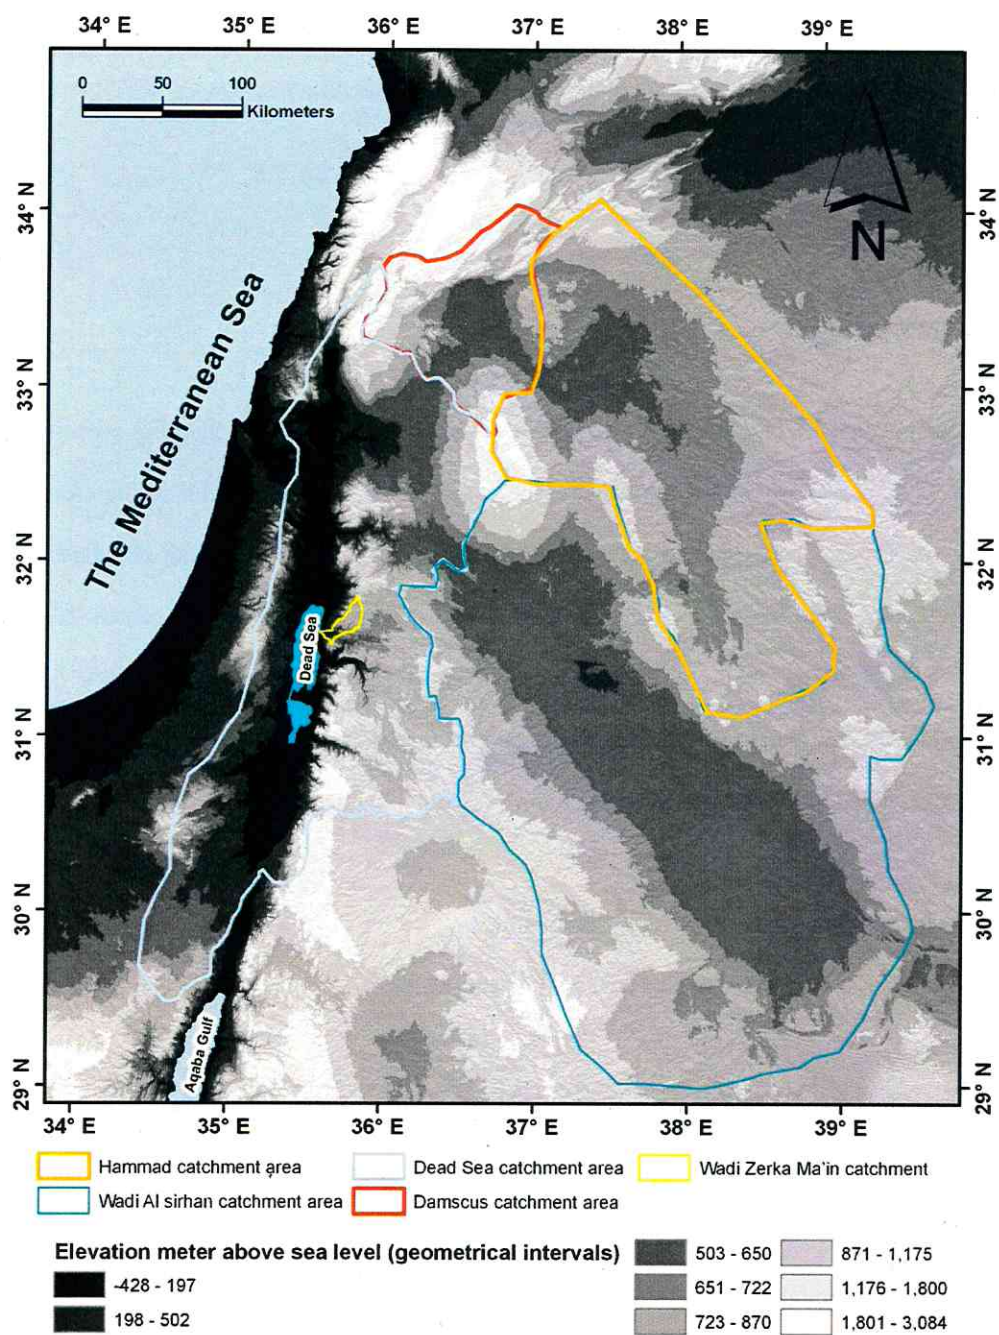 34° E 35° E 36° E 37° E 38° E 39° E
0 50 100
Kilometers
34° N 34° N
N
The Mediterranean Sea
33° N 33° N
32° N 32° N
Dead Sea
31° N 31° N
30° N 30° N
Aqaba Gulf
29° N 29° N
34° E 35° E 36° E 37° E 38° E 39° E
Hammad catchment area Dead Sea catchment area Wadi Zerka Ma'in catchment
Wadi Al sirhan catchment area Damscus catchment area
Elevation meter above sea level (geometrical intervals) 503 - 650 871 - 1,175
-428 - 197 651 - 722 1,176 - 1,800
198 - 502 723 - 870 1,801 - 3,084